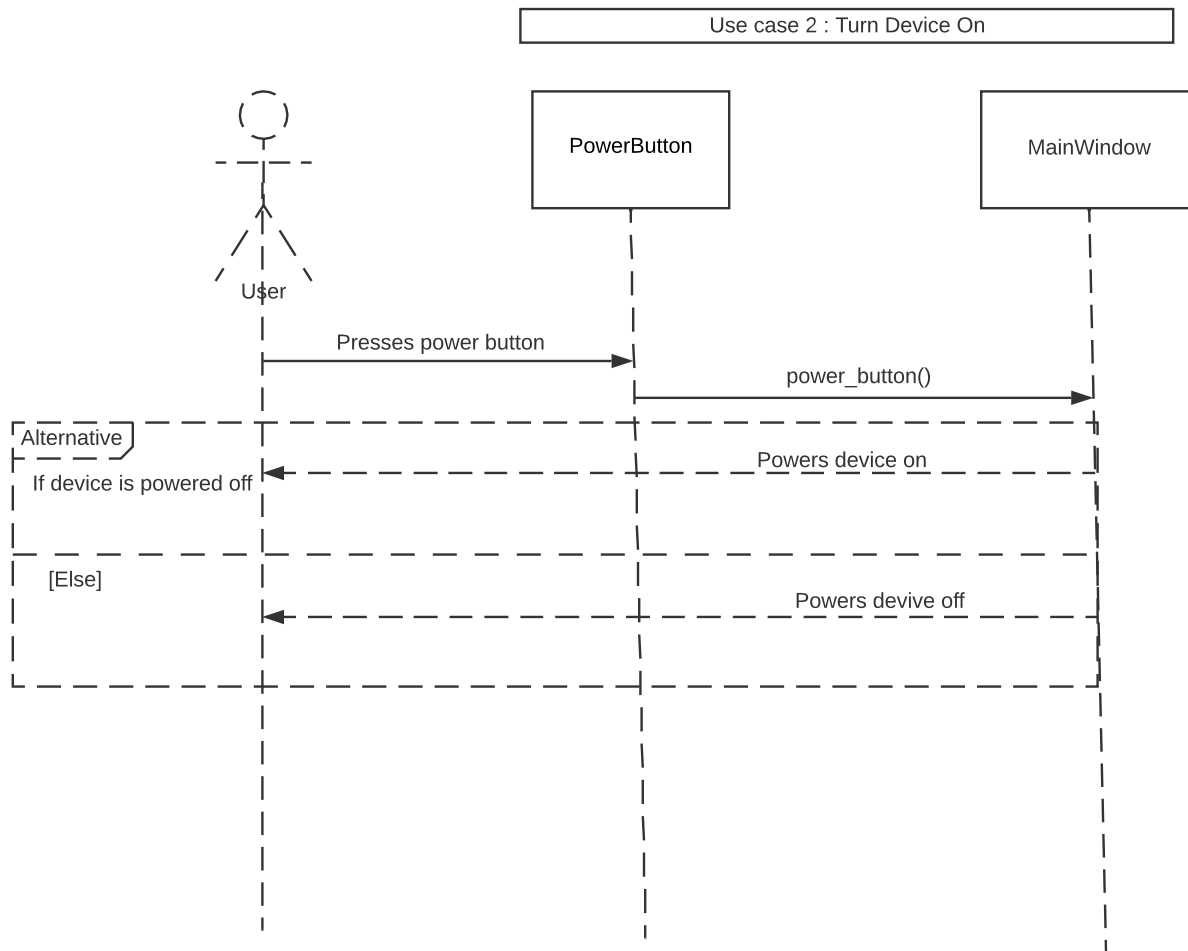 Use case 2 : Turn Device On
PowerButton
MainWindow
User
Presses power button
power_button()
Alternative
Powers device on
If device is powered off
[Else]
Powers devive off